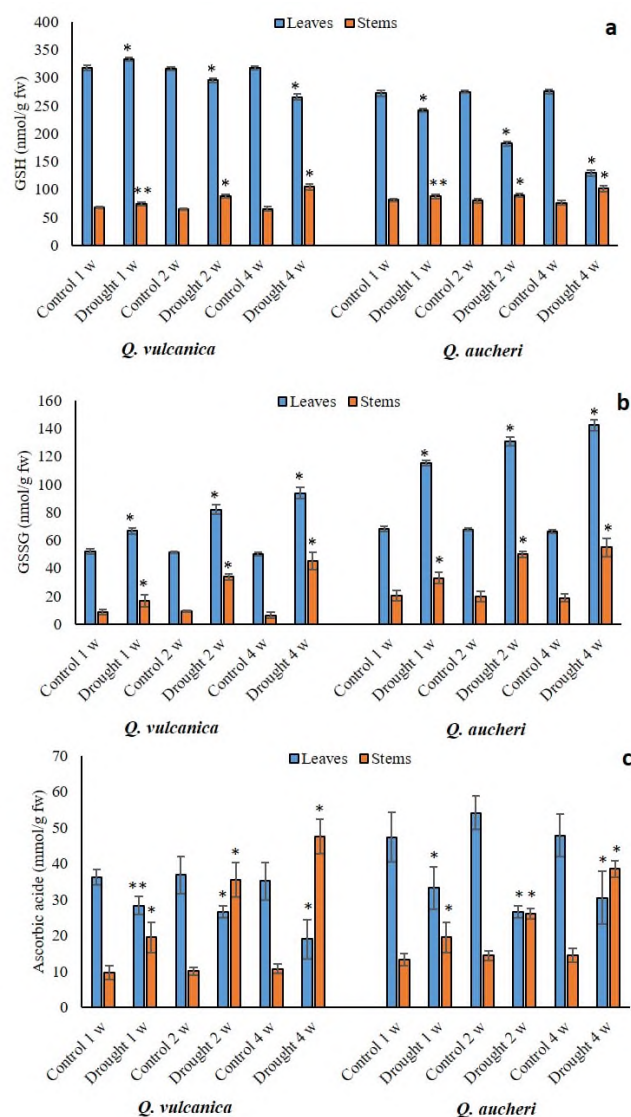 Leaves Stems a
GSH (nmol/g fw)
400
350
300
250
200
150
100
50
0
* ** * * * * * ** * * * *
Control 1 w Drought 1 w Control 2 w Drought 2 w Control 4 w Drought 4 w Control 1 w Drought 1 w Control 2 w Drought 2 w Control 4 w Drought 4 w
Q. vulcanica Q. aucheri
Leaves Stems b
GSSG (nmol/g fw)
160
140
120
100
80
60
40
20
0
* * * * * * * * * * * *
Control 1 w Drought 1 w Control 2 w Drought 2 w Control 4 w Drought 4 w Control 1 w Drought 1 w Control 2 w Drought 2 w Control 4 w Drought 4 w
Q. vulcanica Q. aucheri
Leaves Stems c
Ascorbic acide (mmol/g fw)
70
60
50
40
30
20
10
0
** * * * * * * * * * * *
Control 1 w Drought 1 w Control 2 w Drought 2 w Control 4 w Drought 4 w Control 1 w Drought 1 w Control 2 w Drought 2 w Control 4 w Drought 4 w
Q. vulcanica Q. aucheri